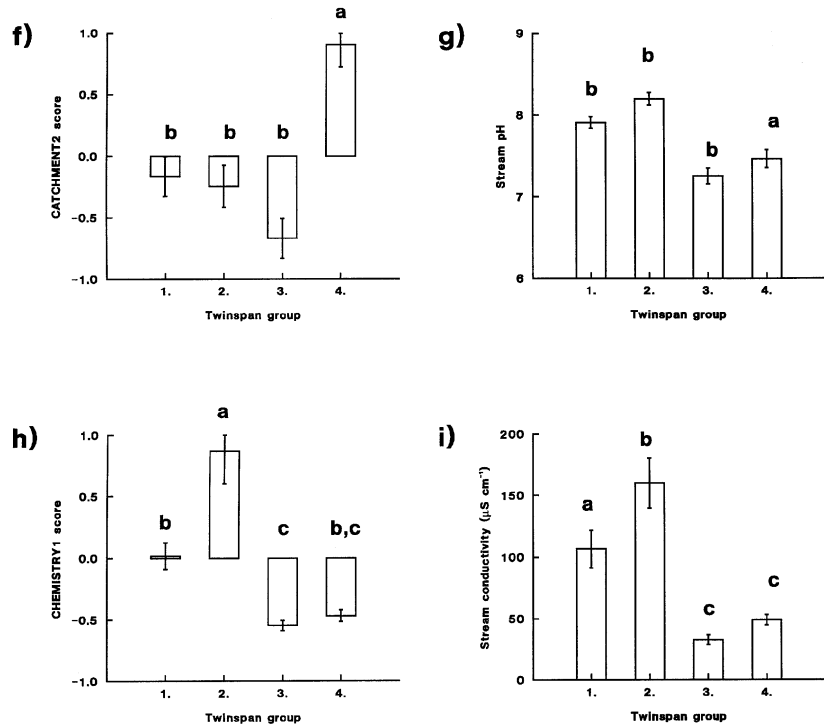 f)
a
b b b
CATCHMENT2 score
1.0
0.5
0.0
−0.5
−1.0
1. 2. 3. 4.
Twinspan group
g)
b
b
b
a
Stream pH
9
8
7
6
1. 2. 3. 4.
Twinspan group
h)
a
b
c
b,c
CHEMISTRY1 score
1.0
0.5
0.0
−0.5
−1.0
1. 2. 3. 4.
Twinspan group
i)
a
b
c
c
Stream conductivity (μS cm⁻¹)
200
150
100
50
0
1. 2. 3. 4.
Twinspan group